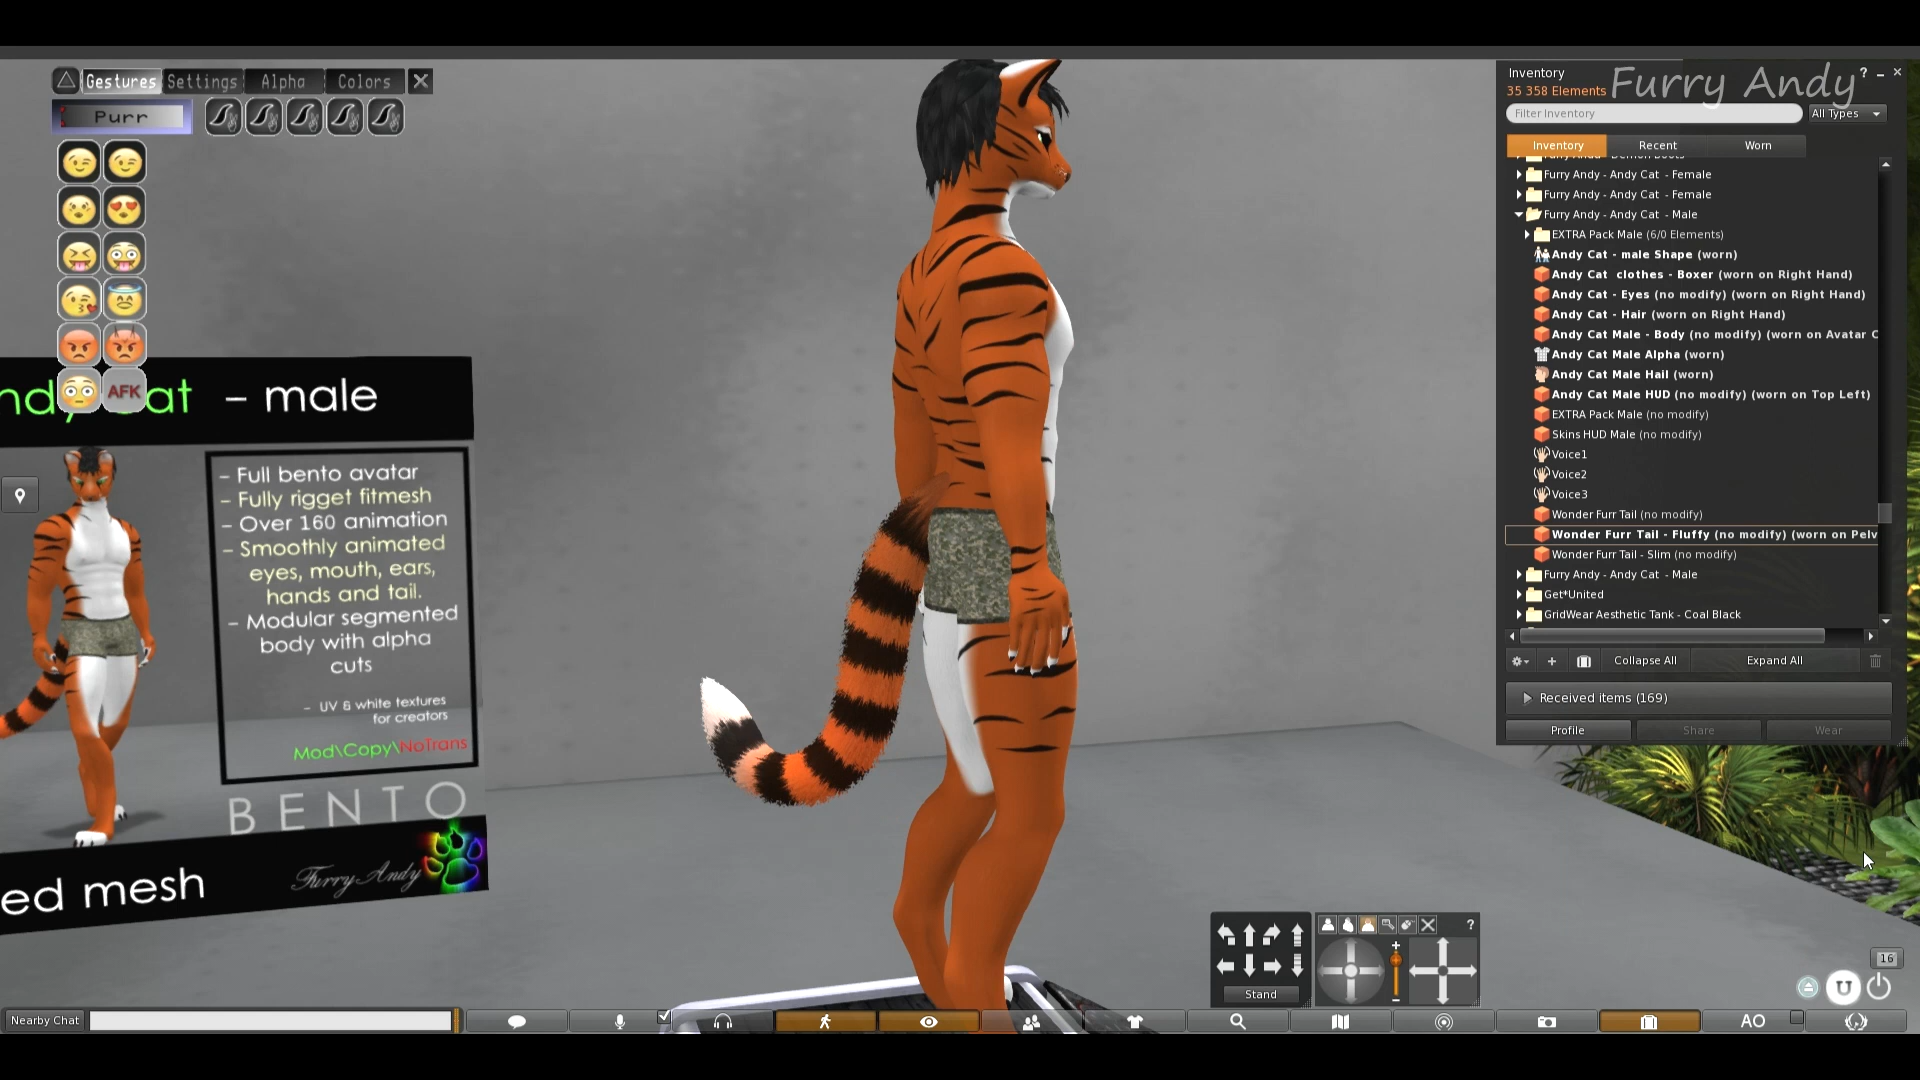 Gestures Settings Alpha Colors
Purr
AFK
ndy Cat - male
- Full bento avatar
- Fully rigget fitmesh
- Over 160 animation
- Smoothly animated
eyes, mouth, ears,
hands and tail.
- Modular segmented
body with alpha
cuts
- UV & white textures
for creators
Mod\Copy\NoTrans
BENTO
ed mesh
Furry Andy
Inventory
Furry Andy
?
35 358 Elements
Filter Inventory
All Types
Inventory Recent Worn
Furry Andy - Demon Boots
Furry Andy - Andy Cat - Female
Furry Andy - Andy Cat - Female
Furry Andy - Andy Cat - Male
EXTRA Pack Male (6/0 Elements)
Andy Cat - male Shape (worn)
Andy Cat clothes - Boxer (worn on Right Hand)
Andy Cat - Eyes (no modify) (worn on Right Hand)
Andy Cat - Hair (worn on Right Hand)
Andy Cat Male - Body (no modify) (worn on Avatar C
Andy Cat Male Alpha (worn)
Andy Cat Male Hail (worn)
Andy Cat Male HUD (no modify) (worn on Top Left)
EXTRA Pack Male (no modify)
Skins HUD Male (no modify)
Voice1
Voice2
Voice3
Wonder Furr Tail (no modify)
Wonder Furr Tail - Fluffy (no modify) (worn on Pelv
Wonder Furr Tail - Slim (no modify)
Furry Andy - Andy Cat - Male
Get*United
GridWear Aesthetic Tank - Coal Black
Collapse All Expand All
Received items (169)
Profile Share Wear
?
Stand
16
U
Nearby Chat
AO